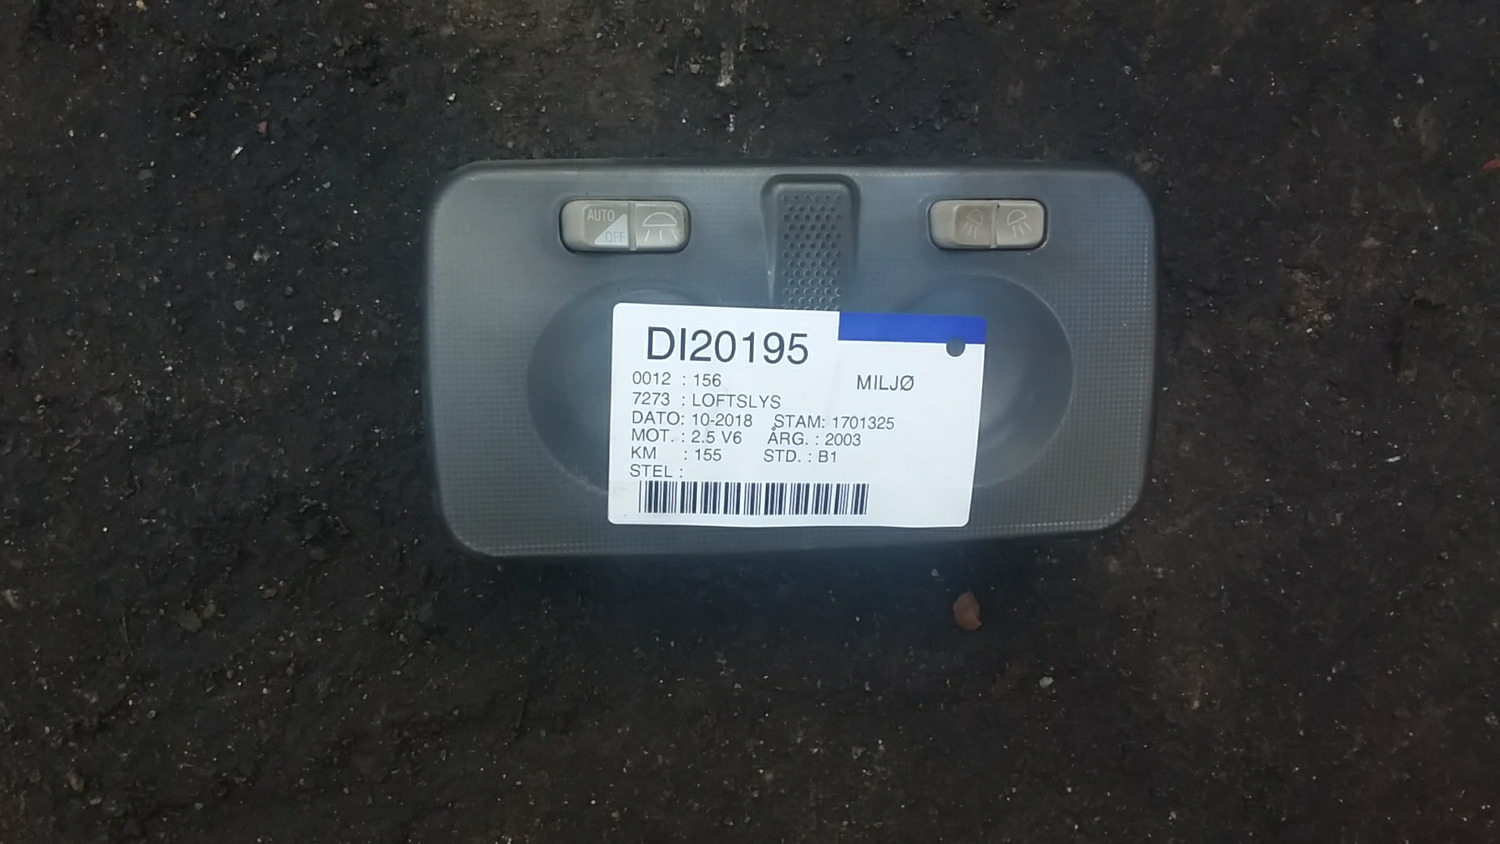 AUTO
OFF
DI20195
0012 : 156 MILJØ
7273 : LOFTSLYS
DATO: 10-2018 STAM: 1701325
MOT. : 2.5 V6 ÅRG. : 2003
KM : 155 STD. : B1
STEL :